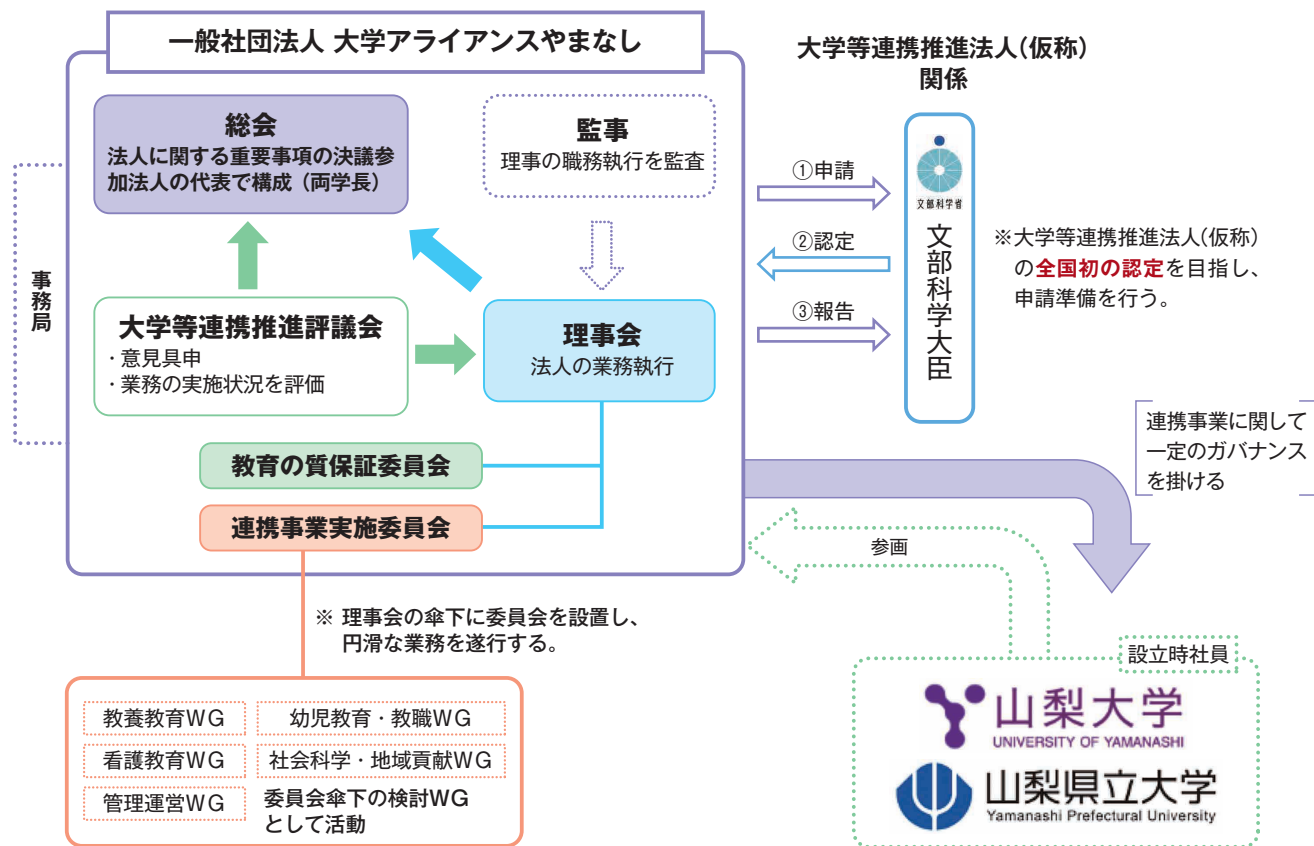 一般社団法人 大学アライアンスやまなし
総会
法人に関する重要事項の決議参
加法人の代表で構成（両学長）
監事
理事の職務執行を監査
事務局
大学等連携推進評議会
・意見具申
・業務の実施状況を評価
理事会
法人の業務執行
教育の質保証委員会
連携事業実施委員会
※ 理事会の傘下に委員会を設置し、
円滑な業務を遂行する。
教養教育WG
幼児教育・教職WG
看護教育WG
社会科学・地域貢献WG
管理運営WG
委員会傘下の検討WG
として活動
大学等連携推進法人（仮称）
関係
①申請
②認定
③報告
文部科学省
文部科学大臣
※大学等連携推進法人（仮称）
の全国初の認定を目指し、
申請準備を行う。
連携事業に関して
一定のガバナンス
を掛ける
参画
設立時社員
山梨大学
UNIVERSITY OF YAMANASHI
山梨県立大学
Yamanashi Prefectural University